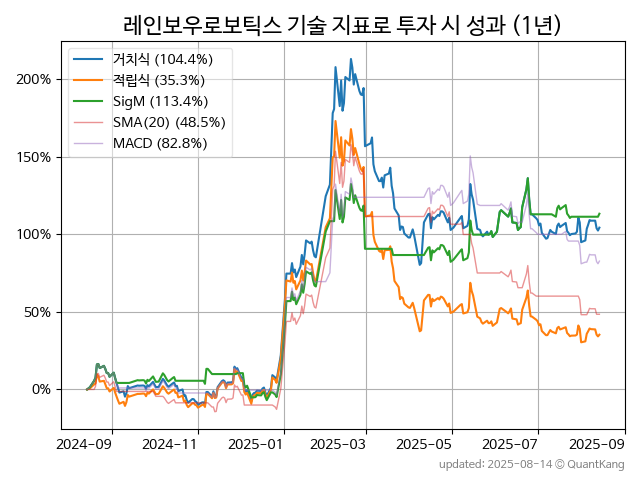 레인보우로보틱스 기술 지표로 투자 시 성과 (1년)
거치식 (104.4%)
적립식 (35.3%)
SigM (113.4%)
SMA(20) (48.5%)
MACD (82.8%)
200%
150%
100%
50%
0%
2024-09 2024-11 2025-01 2025-03 2025-05 2025-07 2025-09
updated: 2025-08-14 © QuantKang